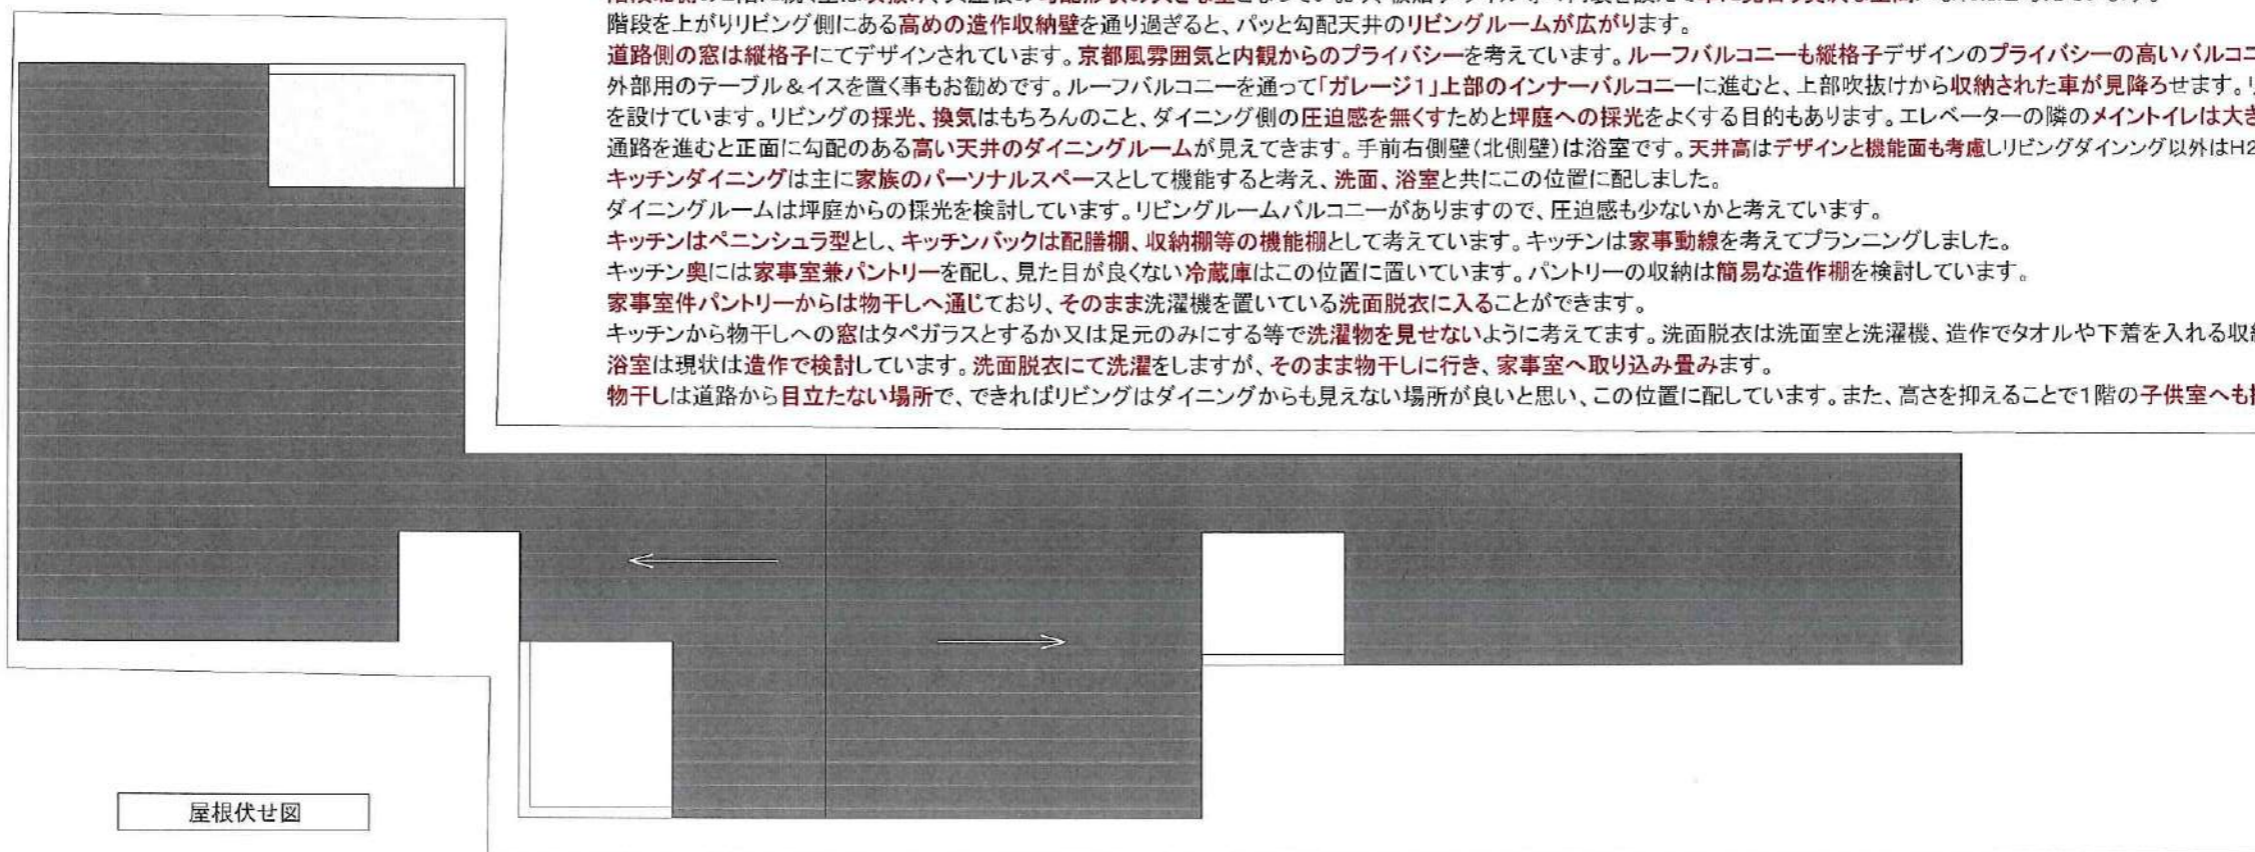 階段を上がりリビング側にある高めの造作収納壁を通り過ぎると、パッと勾配天井のリビングルームが広がります。
道路側の窓は縦格子にてデザインされています。京都風雰囲気と内観からのプライバシーを考えています。ルーフバルコニーも縦格子デザインのプライバシーの高いバルコニ
外部用のテーブル＆イスを置く事もお勧めです。ルーフバルコニーを通って「ガレージ1」上部のインナーバルコニーに進むと、上部吹抜けから収納された車が見降ろせます。リ
を設けています。リビングの採光、換気はもちろんのこと、ダイニング側の圧迫感を無くすためと坪庭への採光をよくする目的もあります。エレベーターの隣のメイントイレは大き
通路を進むと正面に勾配のある高い天井のダイニングルームが見えてきます。手前右側壁(北側壁)は浴室です。天井高はデザインと機能面も考慮しリビングダイニング以外はH2
キッチンダイニングは主に家族のパーソナルスペースとして機能すると考え、洗面、浴室と共にこの位置に配しました。
ダイニングルームは坪庭からの採光を検討しています。リビングルームバルコニーがありますので、圧迫感も少ないかと考えています。
キッチンはペニンシュラ型とし、キッチンバックは配膳棚、収納棚等の機能棚として考えています。キッチンは家事動線を考えてプランニングしました。
キッチン奥には家事室兼パントリーを配し、見た目が良くない冷蔵庫はこの位置に置いています。パントリーの収納は簡易な造作棚を検討しています。
家事室件パントリーからは物干しへ通じており、そのまま洗濯機を置いている洗面脱衣に入ることができます。
キッチンから物干しへの窓はタペガラスとするか又は足元のみにする等で洗濯物を見せないように考えてます。洗面脱衣は洗面室と洗濯機、造作でタオルや下着を入れる収
浴室は現状は造作で検討しています。洗面脱衣にて洗濯をしますが、そのまま物干しに行き、家事室へ取り込み畳みます。
物干しは道路から目立たない場所で、できればリビングはダイニングからも見えない場所が良いと思い、この位置に配しています。また、高さを抑えることで1階の子供室へも
屋根伏せ図